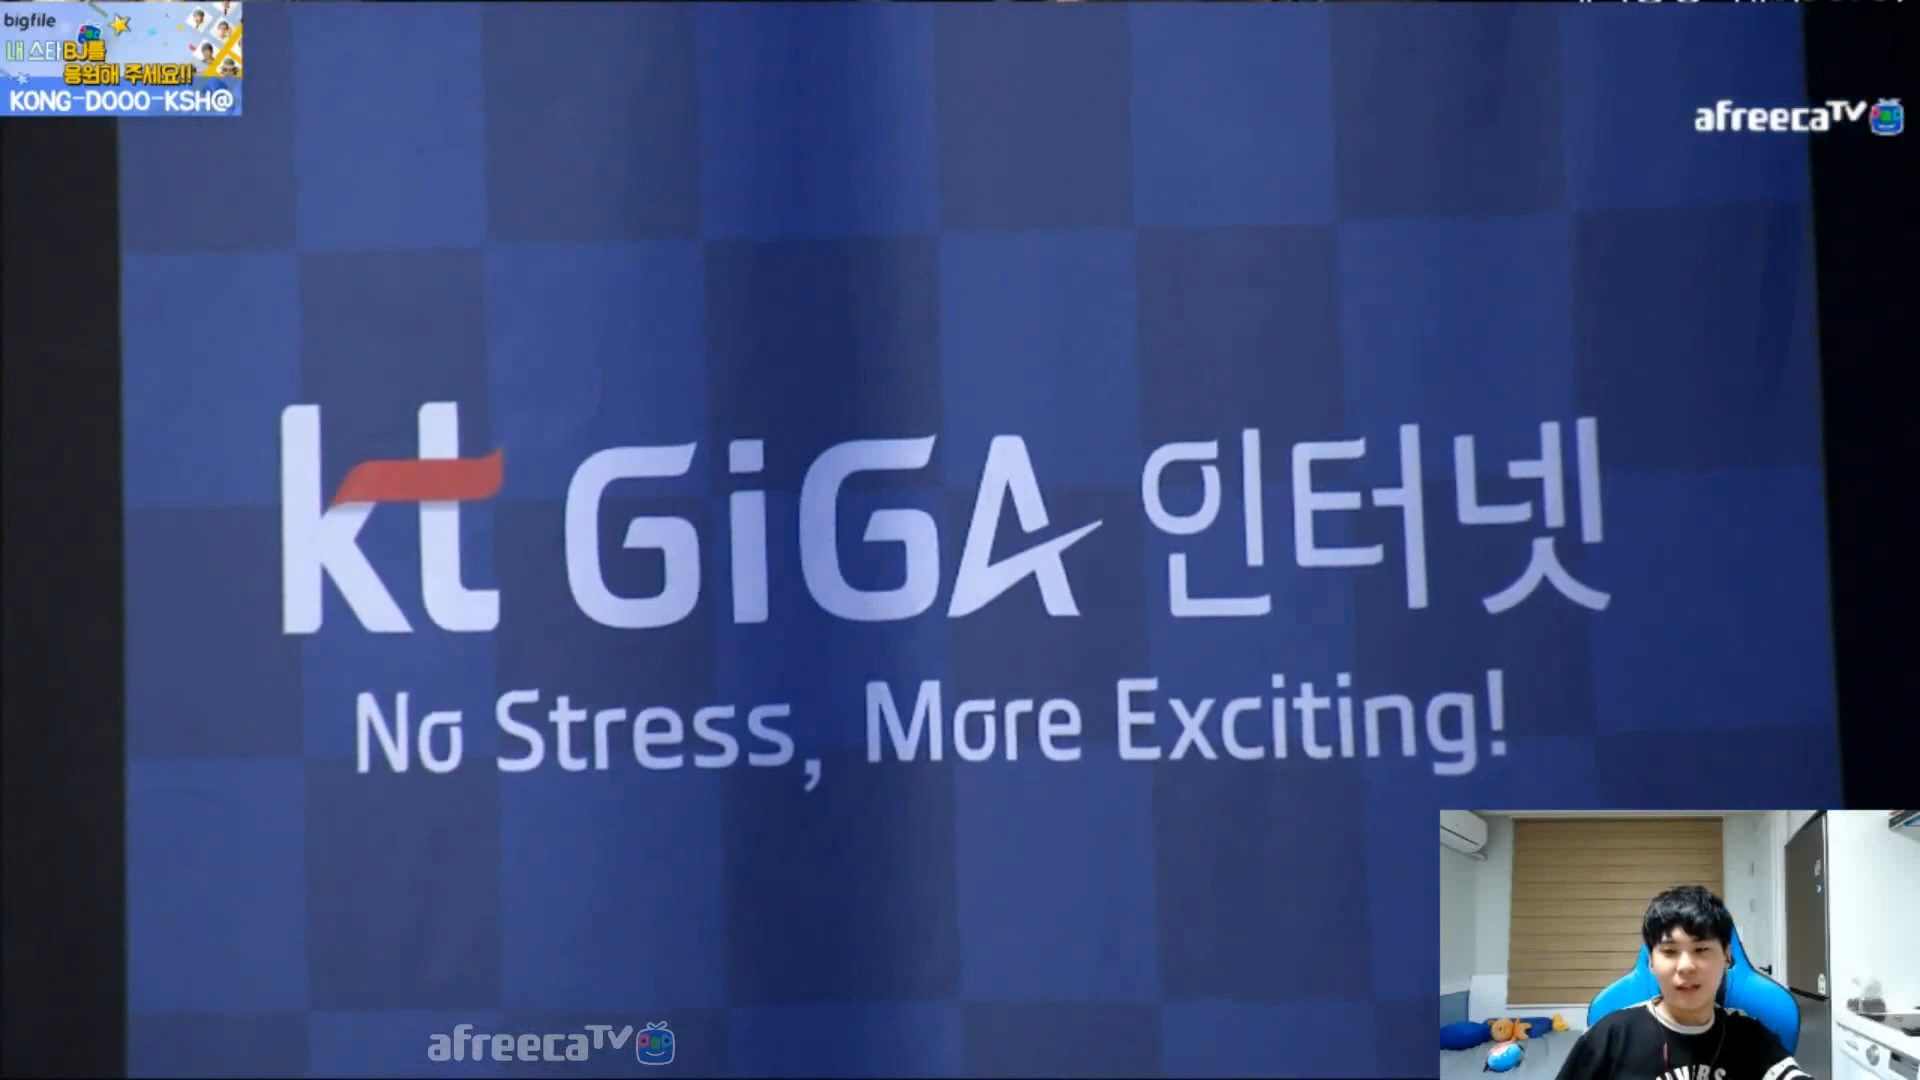 bigfile
내 스타BJ를
응원해 주세요!!
KONG-DOOO-KSH@
afreecaTV
kt GiGA 인터넷
No Stress, More Exciting!
afreecaTV